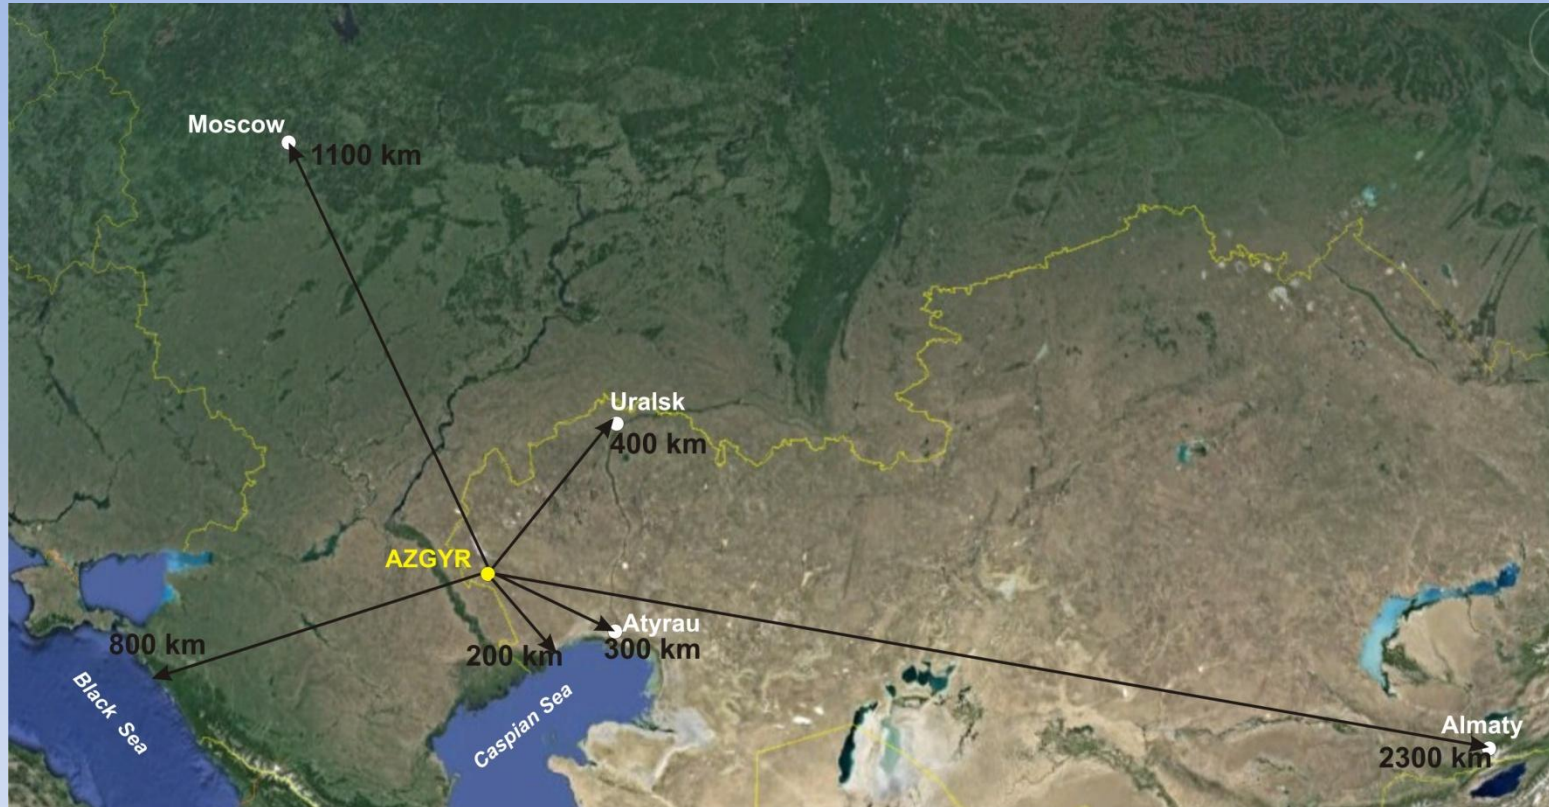 Moscow
1100 km
Uralsk
400 km
AZGYR
Atyrau
800 km
200 km
300 km
Black Sea
Caspian Sea
Almaty
2300 km